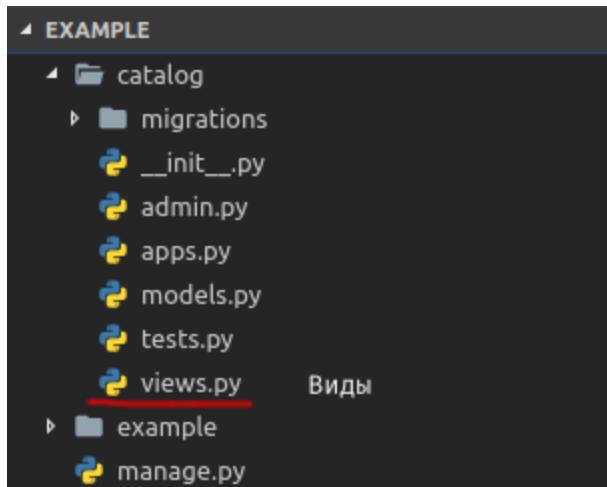 EXAMPLE
catalog
migrations
__init__.py
admin.py
apps.py
models.py
tests.py
views.py Виды
example
manage.py